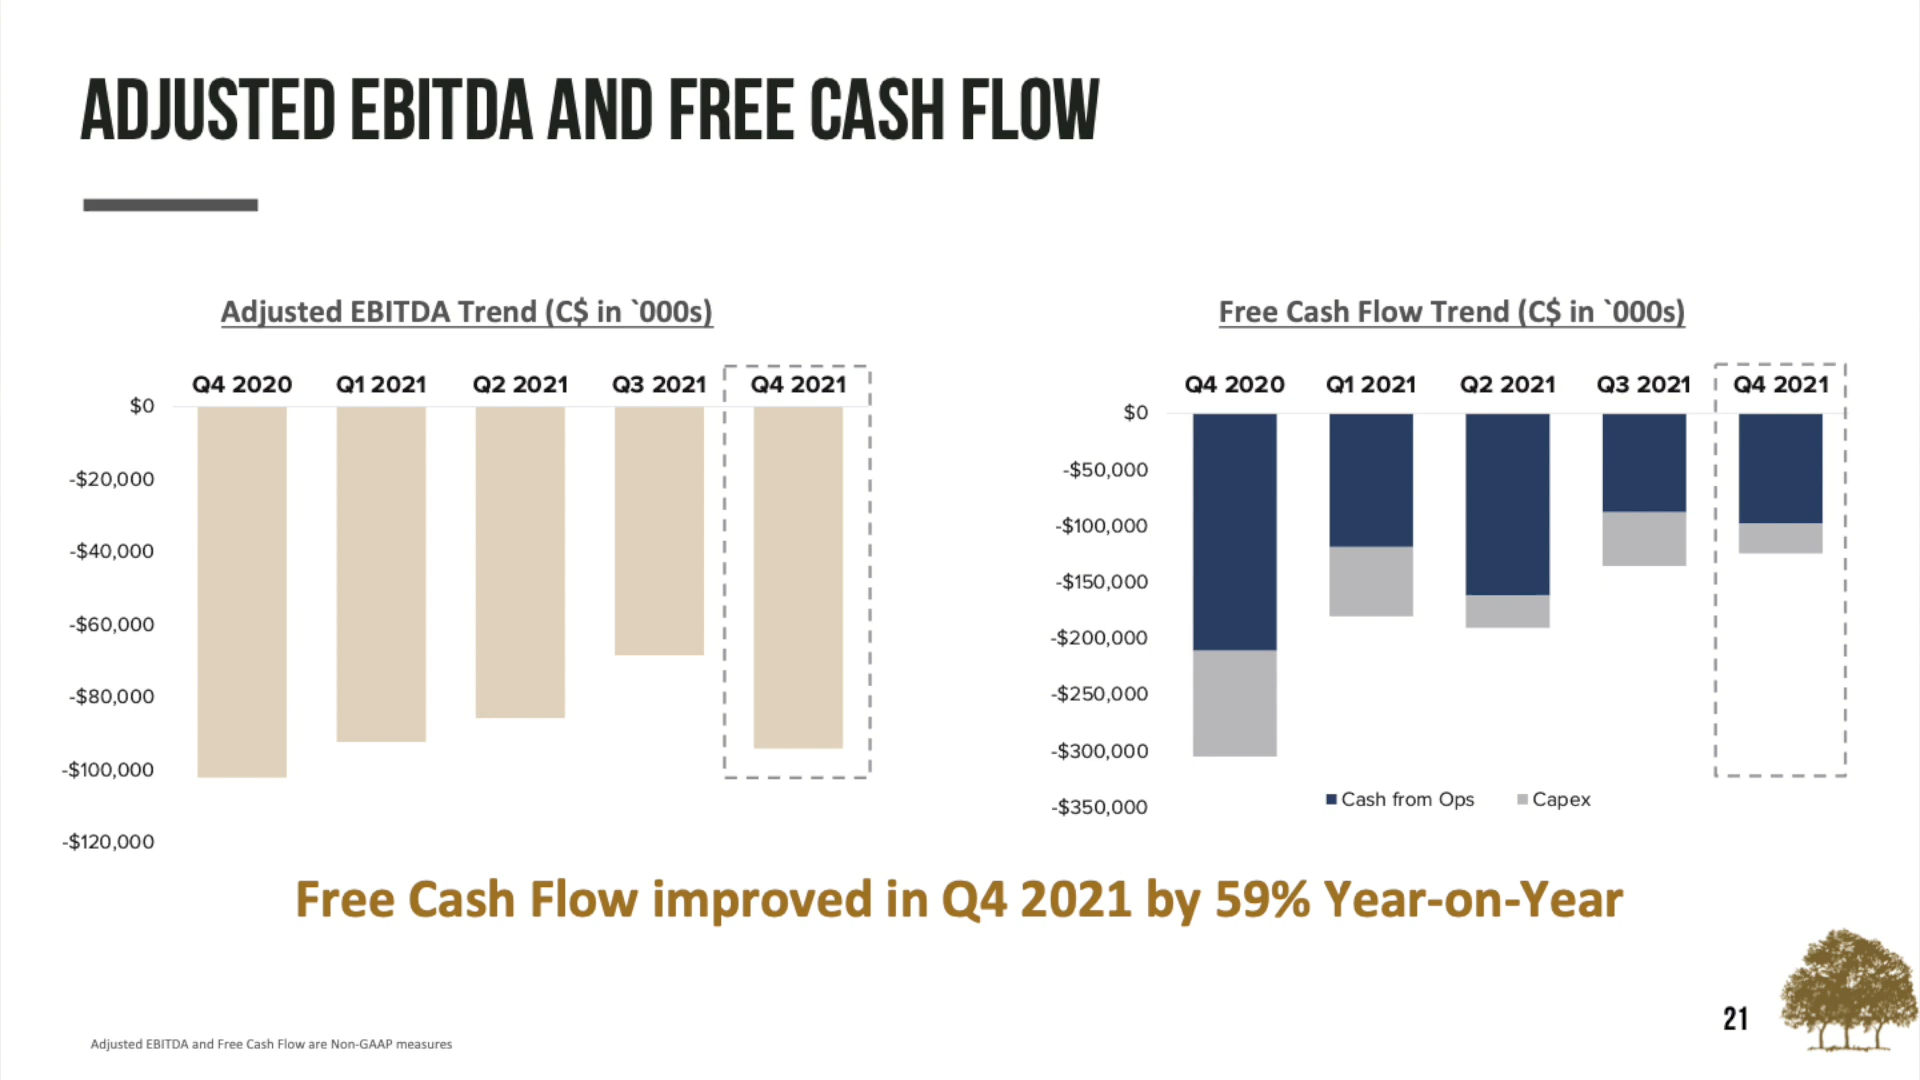 ADJUSTED EBITDA AND FREE CASH FLOW
Adjusted EBITDA Trend (C$ in `000s)
Q4 2020 Q1 2021 Q2 2021 Q3 2021 Q4 2021
$0
-$20,000
-$40,000
-$60,000
-$80,000
-$100,000
-$120,000
Free Cash Flow Trend (C$ in `000s)
Q4 2020 Q1 2021 Q2 2021 Q3 2021 Q4 2021
$0
-$50,000
-$100,000
-$150,000
-$200,000
-$250,000
-$300,000
-$350,000
Cash from Ops Capex
Free Cash Flow improved in Q4 2021 by 59% Year-on-Year
21
Adjusted EBITDA and Free Cash Flow are Non-GAAP measures